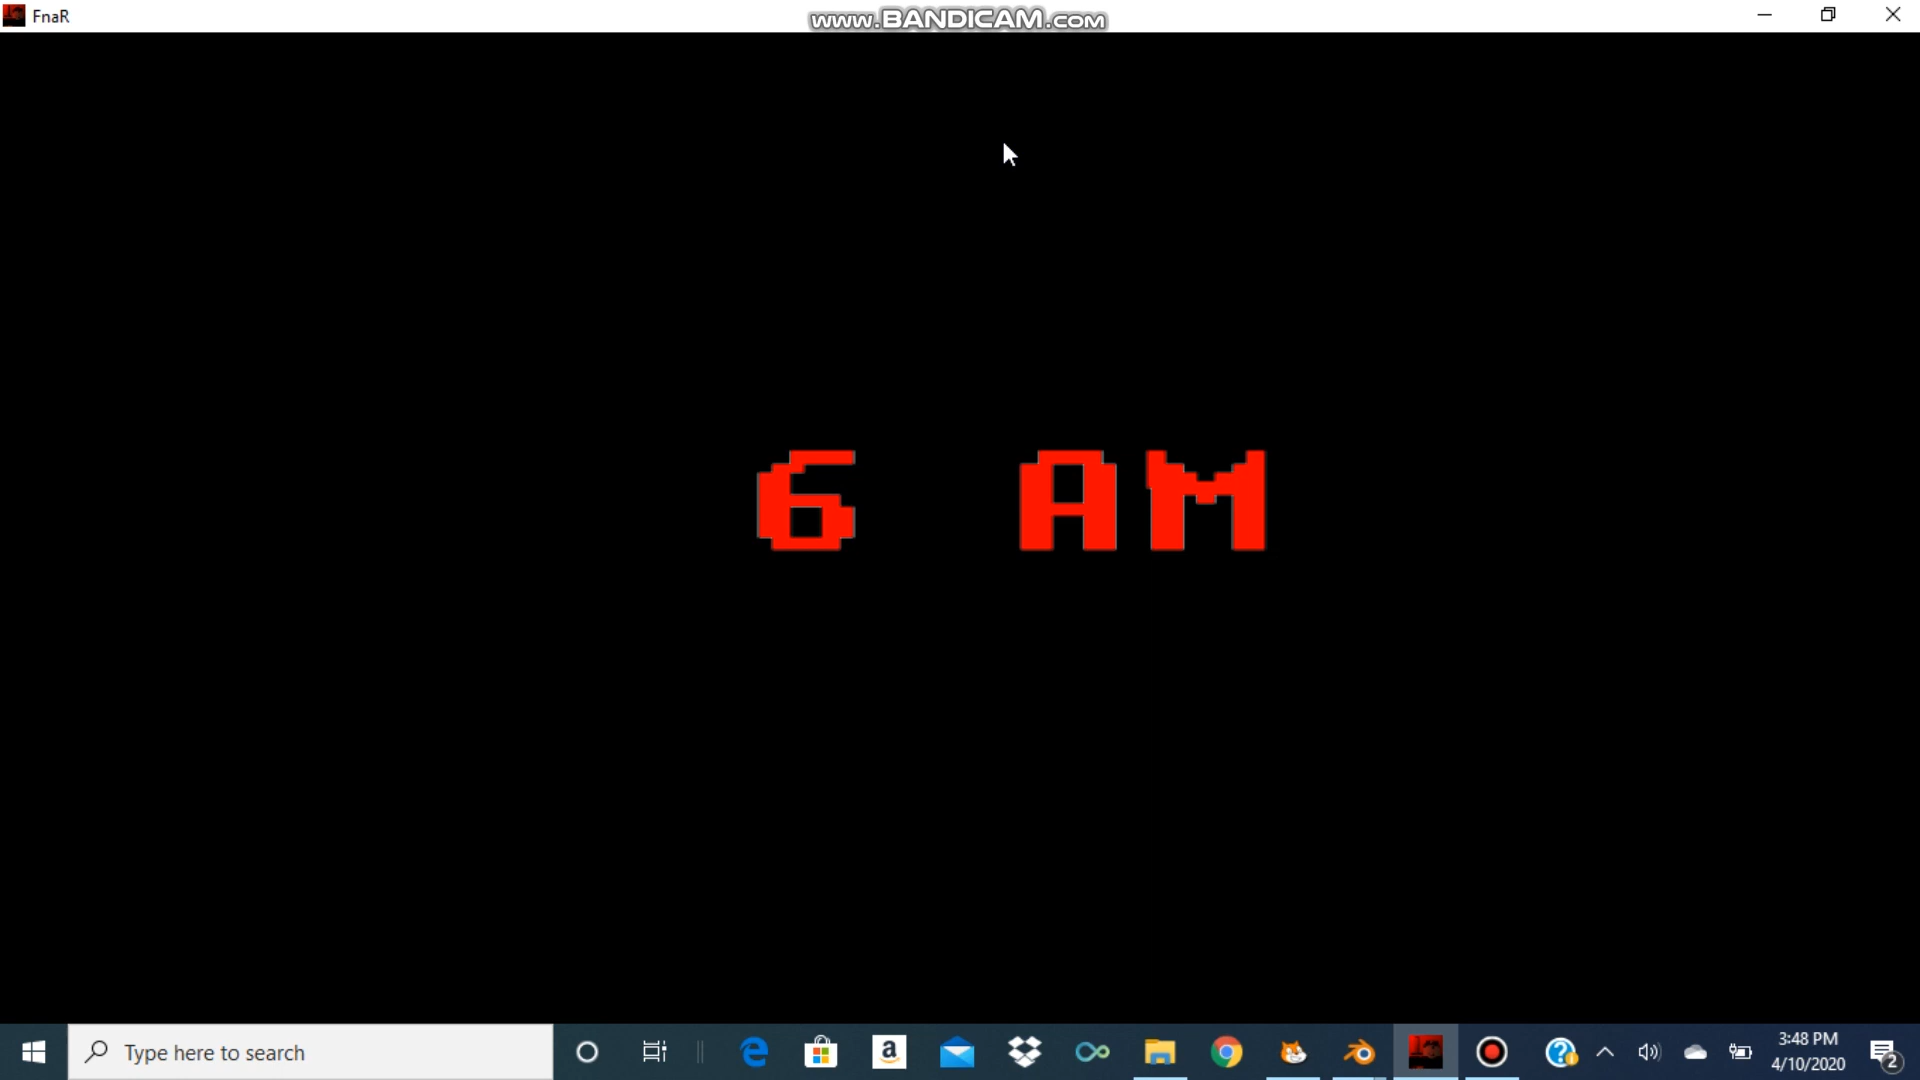 FnaR
www.BANDICAM.com
6 AM
Type here to search
a
3:48 PM
4/10/2020
2